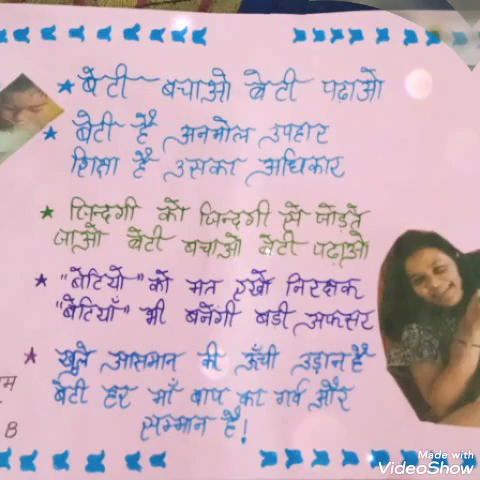 ★ बेटी बचाओ बेटी पढ़ाओ
★ बेटी है अनमोल उपहार
शिक्षा है उसका अधिकार
★ जिन्दगी को जिन्दगी से जोड़ते
जाओ बेटी बचाओ बेटी पढ़ाओ
★ "बेटियो" को मत रखो निरक्षक
"बेटियाँ" भी बनेंगी बडी अफसर
★ खुले आसमान की ऊँची उड़ान है
बेटी हर माँ बाप का गर्व और
सम्मान है!
B
Made with
VideoShow